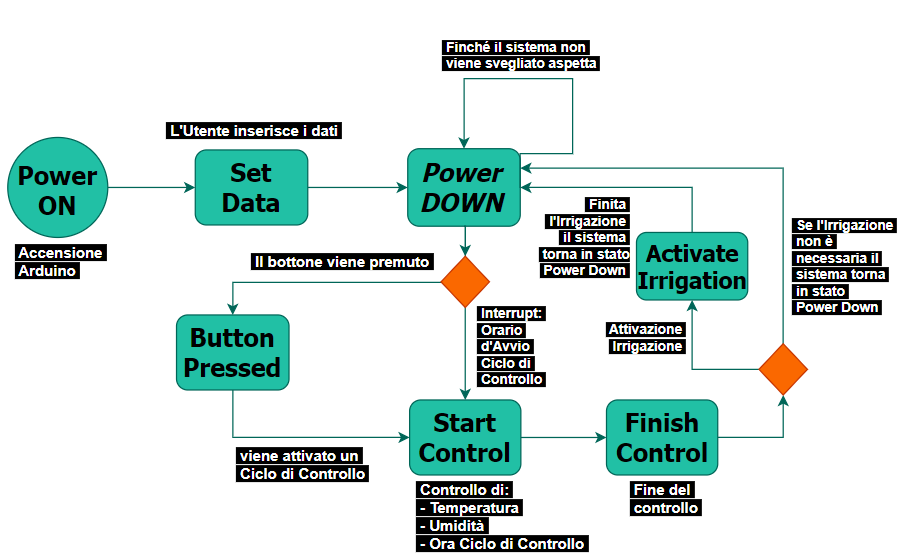 Finché il sistema non
viene svegliato aspetta
L'Utente inserisce i dati
Power
ON
Set
Data
Power
DOWN
Accensione
Arduino
Finita
l'Irrigazione
il sistema
torna in stato
Power Down
Activate
Irrigation
Se l'Irrigazione
non è
necessaria il
sistema torna
in stato
Power Down
Il bottone viene premuto
Button
Pressed
Interrupt:
Orario
d'Avvio
Ciclo di
Controllo
Attivazione
Irrigazione
Start
Control
Finish
Control
viene attivato un
Ciclo di Controllo
Controllo di:
- Temperatura
- Umidità
- Ora Ciclo di Controllo
Fine del
controllo